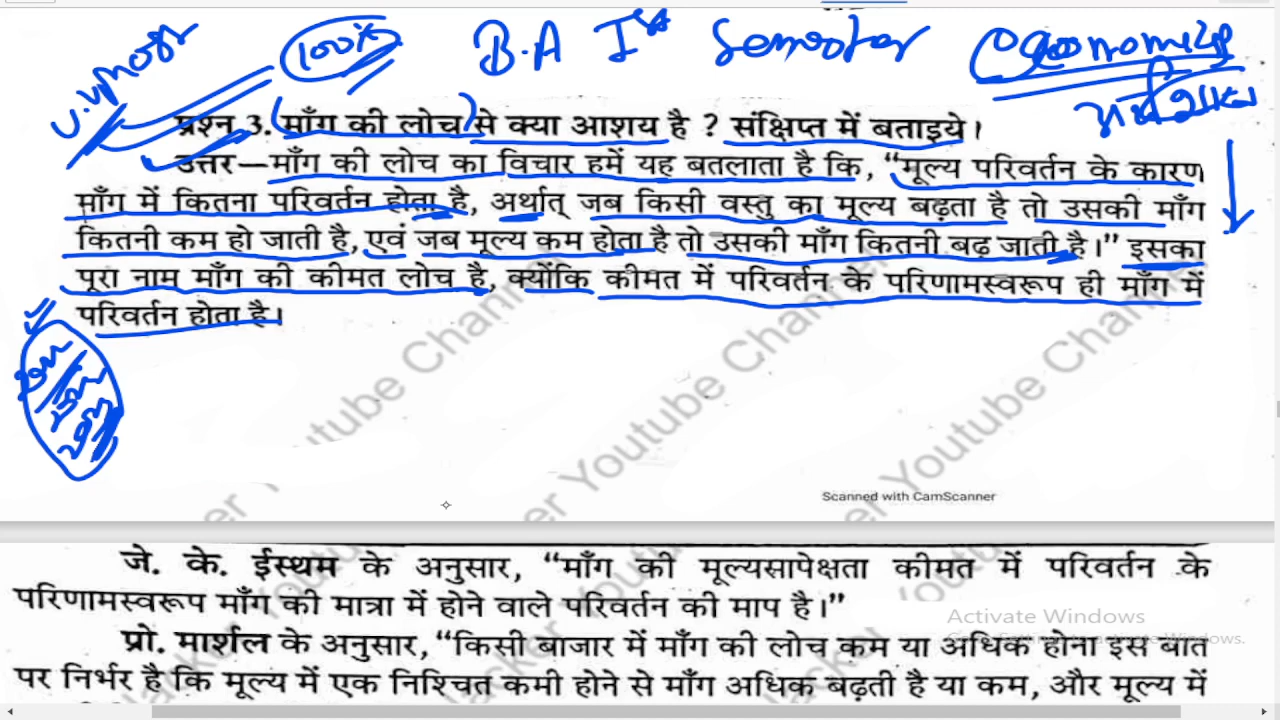 100%
B.A Ist Semester Economics
प्रश्न 3. माँग की लोच से क्या आशय है ? संक्षिप्त में बताइये।
उत्तर—माँग की लोच का विचार हमें यह बतलाता है कि, “मूल्य परिवर्तन के कारण
माँग में कितना परिवर्तन होता है, अर्थात् जब किसी वस्तु का मूल्य बढ़ता है तो उसकी माँग
कितनी कम हो जाती है, एवं जब मूल्य कम होता है तो उसकी माँग कितनी बढ़ जाती है।” इसका
पूरा नाम माँग की कीमत लोच है, क्योंकि कीमत में परिवर्तन के परिणामस्वरूप ही माँग में
परिवर्तन होता है।
Youtube Channel
Scanned with CamScanner
जे. के. ईस्थम के अनुसार, “माँग की मूल्यसापेक्षता कीमत में परिवर्तन के
परिणामस्वरूप माँग की मात्रा में होने वाले परिवर्तन की माप है।”
Activate Windows
प्रो. मार्शल के अनुसार, “किसी बाजार में माँग की लोच कम या अधिक होना इस बात
पर निर्भर है कि मूल्य में एक निश्चित कमी होने से माँग अधिक बढ़ती है या कम, और मूल्य में